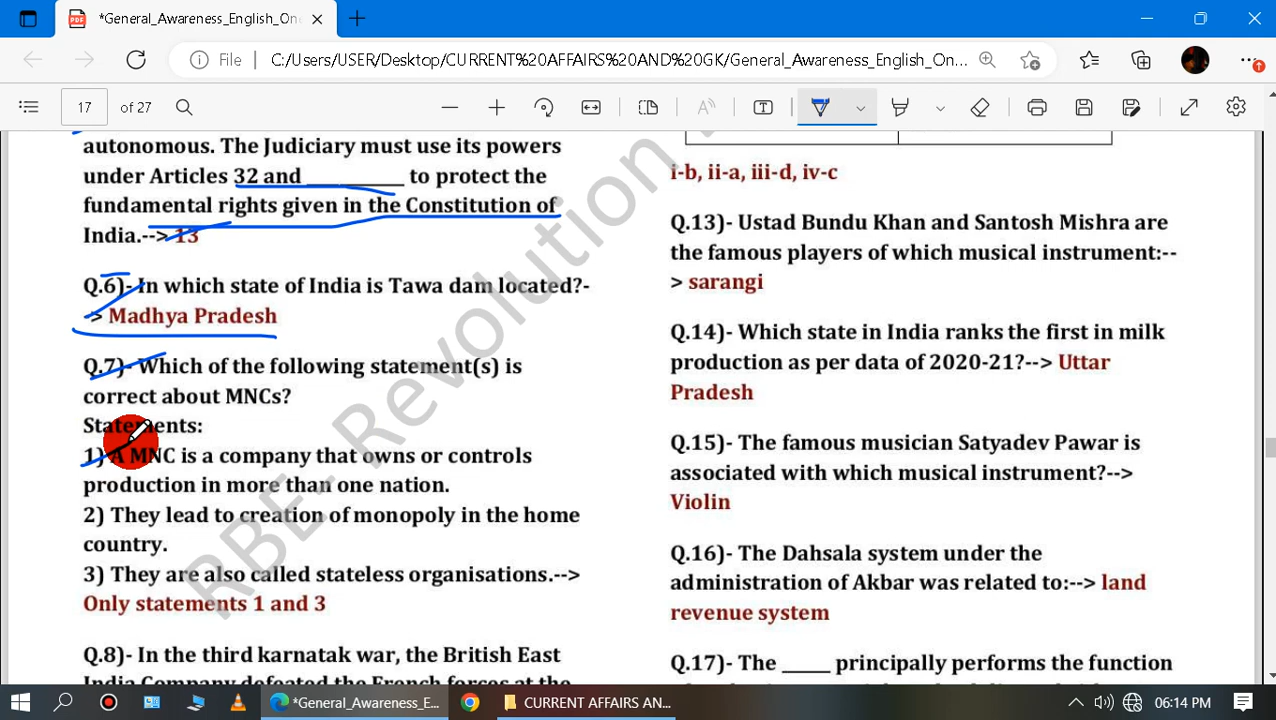 *General_Awareness_English_On
File C:/Users/USER/Desktop/CURRENT%20AFFAIRS%20AND%20GK/General_Awareness_English_On...
17 of 27
autonomous. The Judiciary must use its powers
under Articles 32 and ________ to protect the
fundamental rights given in the Constitution of
India.--> 13
Q.6)- In which state of India is Tawa dam located?-
> Madhya Pradesh
Q.7)- Which of the following statement(s) is
correct about MNCs?
Statements:
1) A MNC is a company that owns or controls
production in more than one nation.
2) They lead to creation of monopoly in the home
country.
3) They are also called stateless organisations.-->
Only statements 1 and 3
Q.8)- In the third karnatak war, the British East
India Company defeated the French forces at the
i-b, ii-a, iii-d, iv-c
Q.13)- Ustad Bundu Khan and Santosh Mishra are
the famous players of which musical instrument:--
> sarangi
Q.14)- Which state in India ranks the first in milk
production as per data of 2020-21?--> Uttar
Pradesh
Q.15)- The famous musician Satyadev Pawar is
associated with which musical instrument?-->
Violin
Q.16)- The Dahsala system under the
administration of Akbar was related to:--> land
revenue system
Q.17)- The _____ principally performs the function
RBE- Revolution
*General_Awareness_E...
CURRENT AFFAIRS AN...
06:14 PM